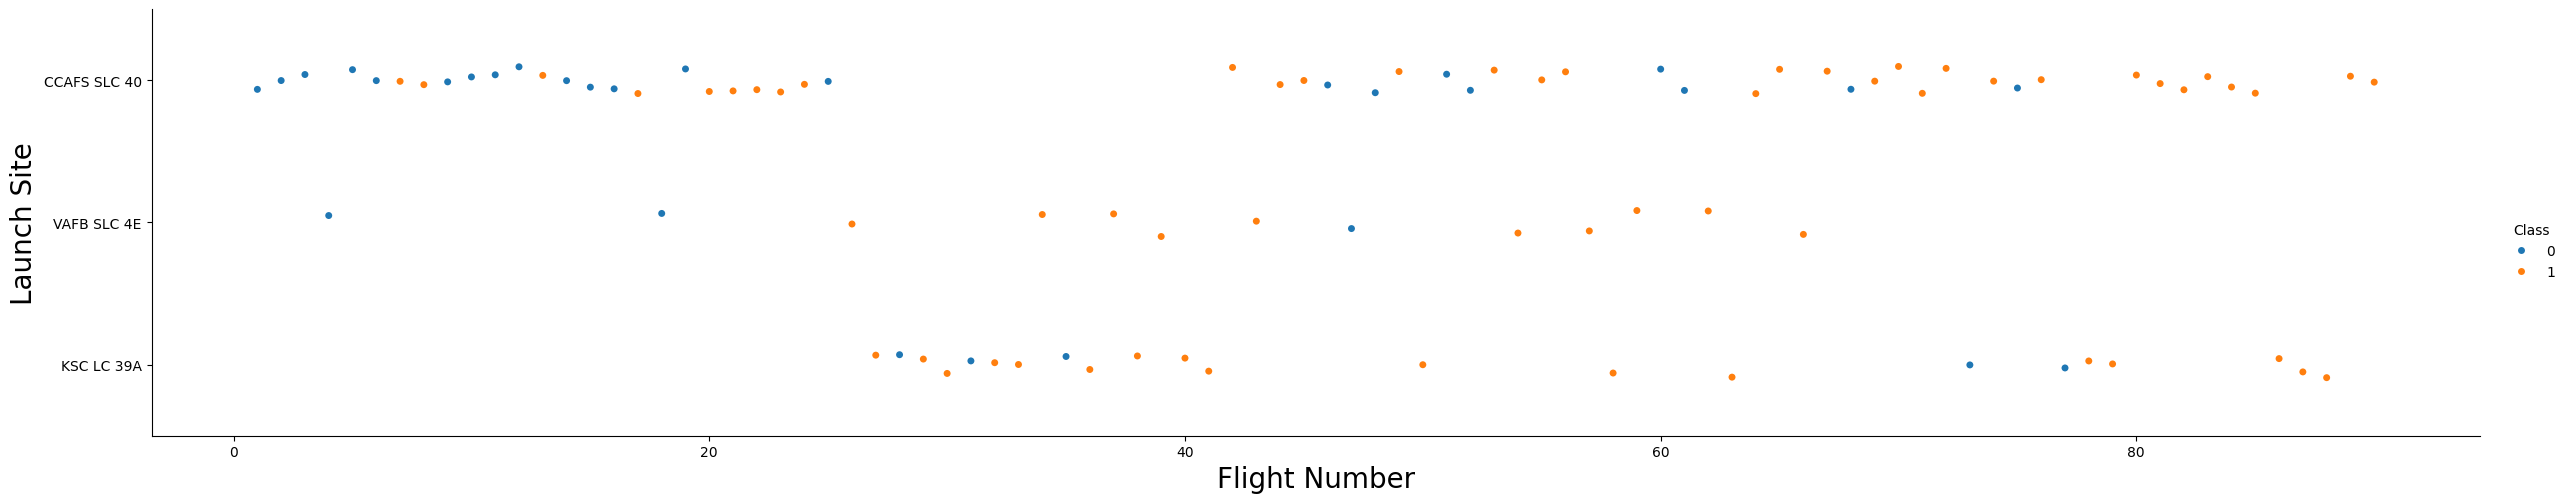 Launch Site
CCAFS SLC 40
VAFB SLC 4E
KSC LC 39A
0 20 40 60 80
Flight Number
Class
0
1